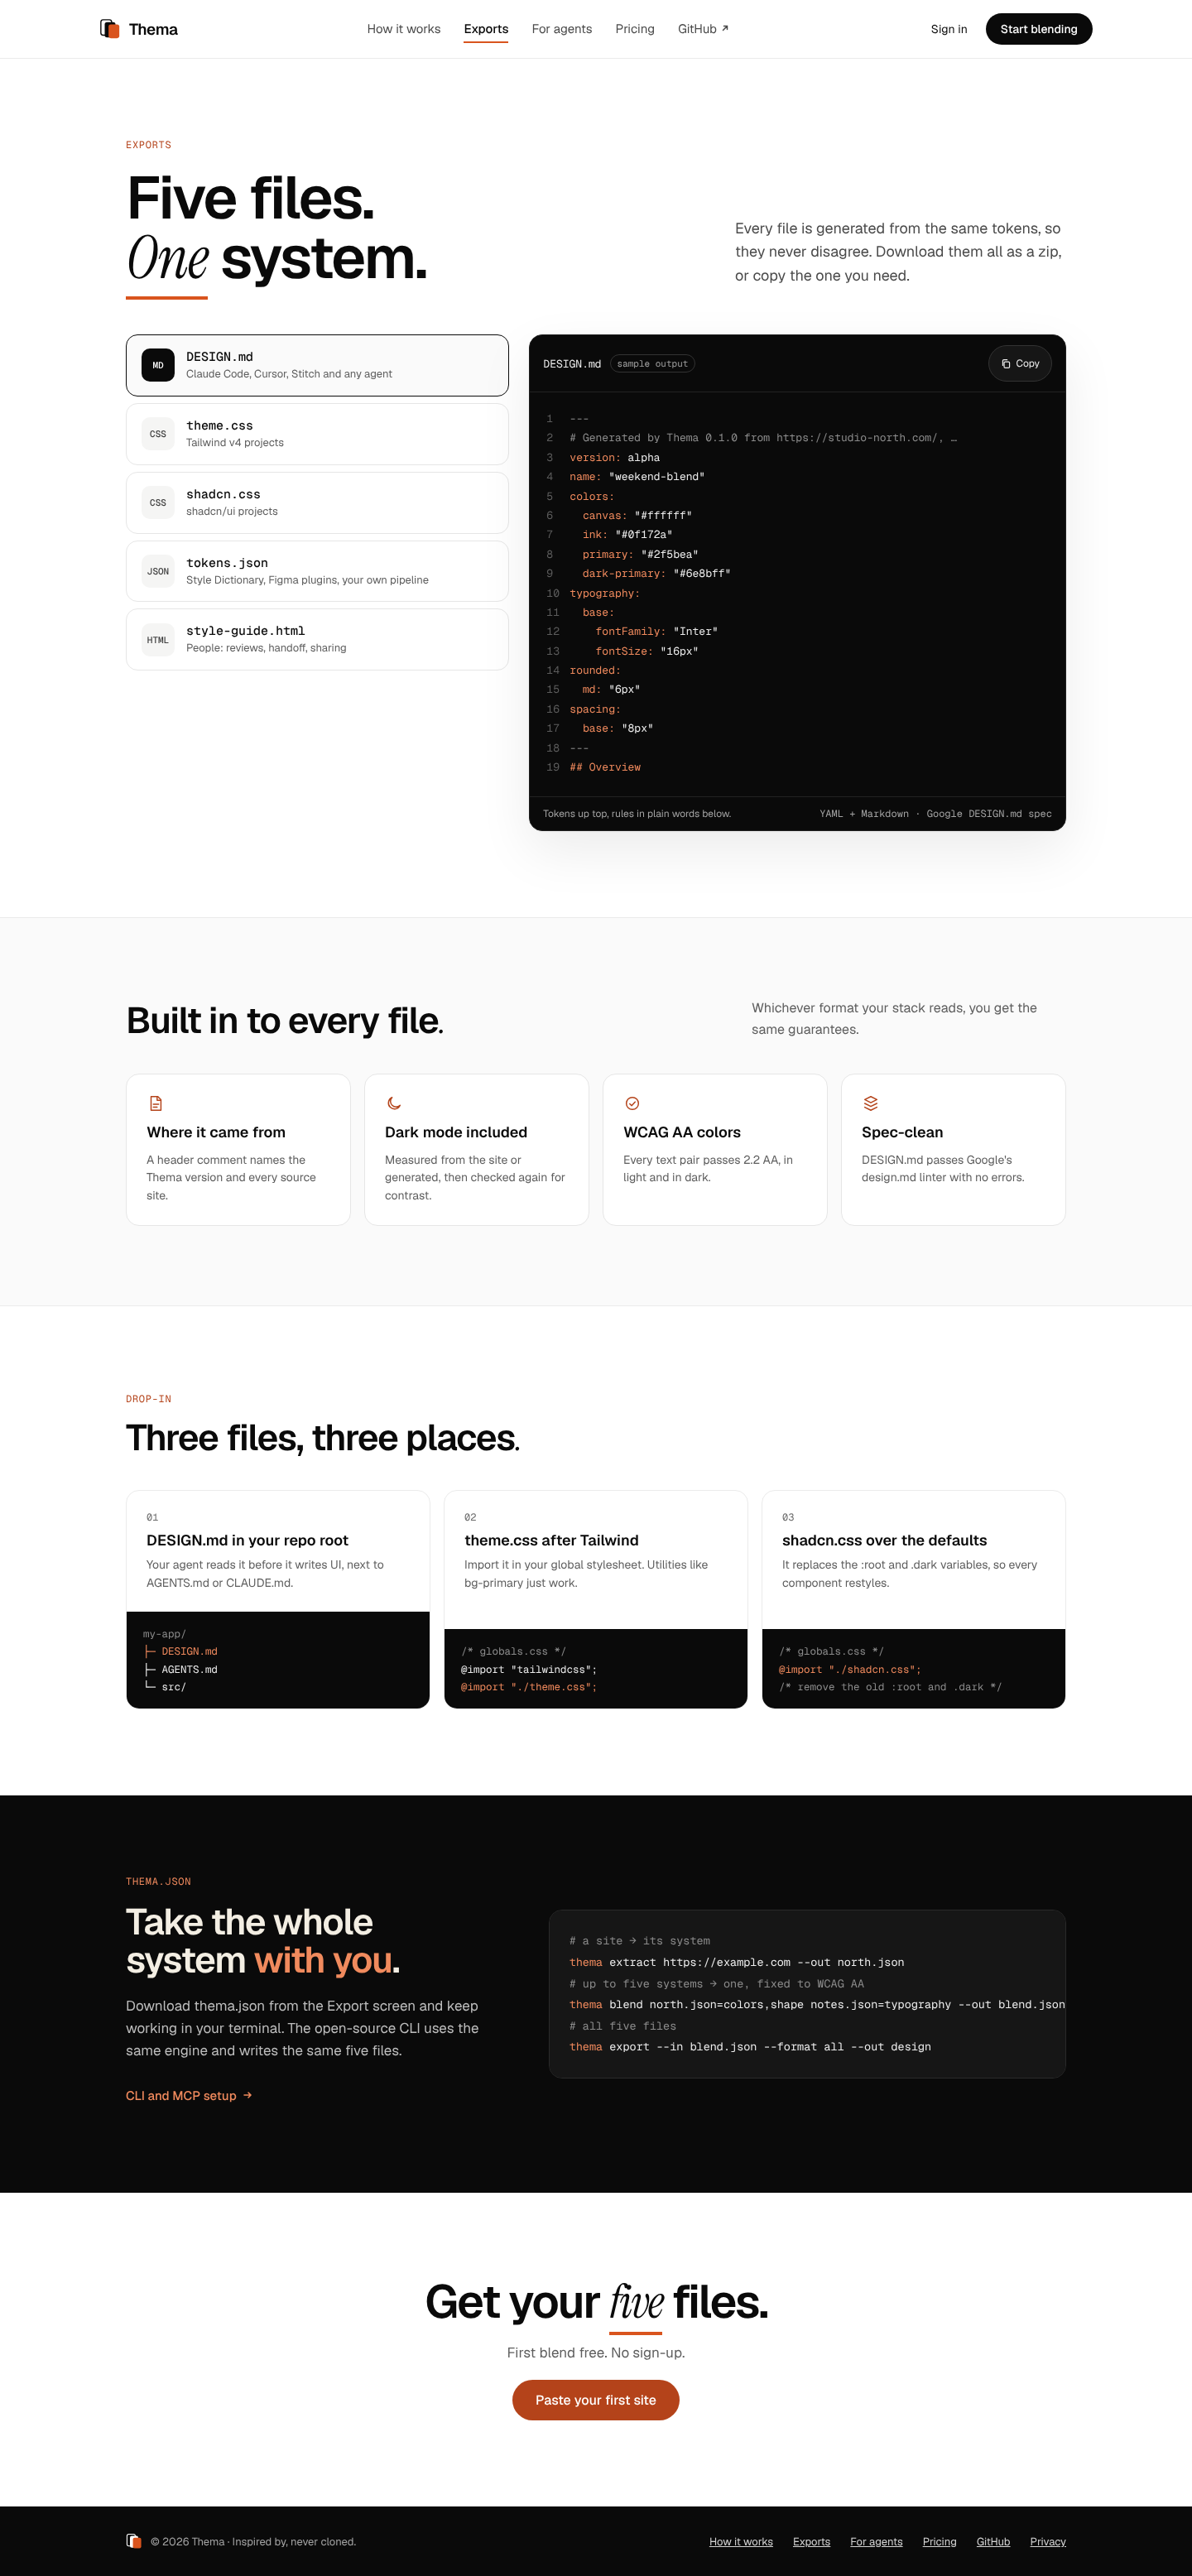 Thema
How it works
Exports
For agents
Pricing
GitHub ↗
Sign in
Start blending
EXPORTS
Five files.
One system.
Every file is generated from the same tokens, so
they never disagree. Download them all as a zip,
or copy the one you need.
MD
DESIGN.md
Claude Code, Cursor, Stitch and any agent
CSS
theme.css
Tailwind v4 projects
CSS
shadcn.css
shadcn/ui projects
JSON
tokens.json
Style Dictionary, Figma plugins, your own pipeline
HTML
style-guide.html
People: reviews, handoff, sharing
DESIGN.md
sample output
Copy
1 ---
2 # Generated by Thema 0.1.0 from https://studio-north.com/, …
3 version: alpha
4 name: "weekend-blend"
5 colors:
6 canvas: "#ffffff"
7 ink: "#0f172a"
8 primary: "#2f5bea"
9 dark-primary: "#6e8bff"
10 typography:
11 base:
12 fontFamily: "Inter"
13 fontSize: "16px"
14 rounded:
15 md: "6px"
16 spacing:
17 base: "8px"
18 ---
19 ## Overview
Tokens up top, rules in plain words below.
YAML + Markdown · Google DESIGN.md spec
Built in to every file.
Whichever format your stack reads, you get the
same guarantees.
Where it came from
A header comment names the
Thema version and every source
site.
Dark mode included
Measured from the site or
generated, then checked again for
contrast.
WCAG AA colors
Every text pair passes 2.2 AA, in
light and in dark.
Spec-clean
DESIGN.md passes Google's
design.md linter with no errors.
DROP-IN
Three files, three places.
01
DESIGN.md in your repo root
Your agent reads it before it writes UI, next to
AGENTS.md or CLAUDE.md.
my-app/
├─ DESIGN.md
├─ AGENTS.md
└─ src/
02
theme.css after Tailwind
Import it in your global stylesheet. Utilities like
bg-primary just work.
/* globals.css */
@import "tailwindcss";
@import "./theme.css";
03
shadcn.css over the defaults
It replaces the :root and .dark variables, so every
component restyles.
/* globals.css */
@import "./shadcn.css";
/* remove the old :root and .dark */
THEMA.JSON
Take the whole
system with you.
Download thema.json from the Export screen and keep
working in your terminal. The open-source CLI uses the
same engine and writes the same five files.
CLI and MCP setup →
# a site → its system
thema extract https://example.com --out north.json
# up to five systems → one, fixed to WCAG AA
thema blend north.json=colors,shape notes.json=typography --out blend.json
# all five files
thema export --in blend.json --format all --out design
Get your five files.
First blend free. No sign-up.
Paste your first site
© 2026 Thema · Inspired by, never cloned.
How it works
Exports
For agents
Pricing
GitHub
Privacy